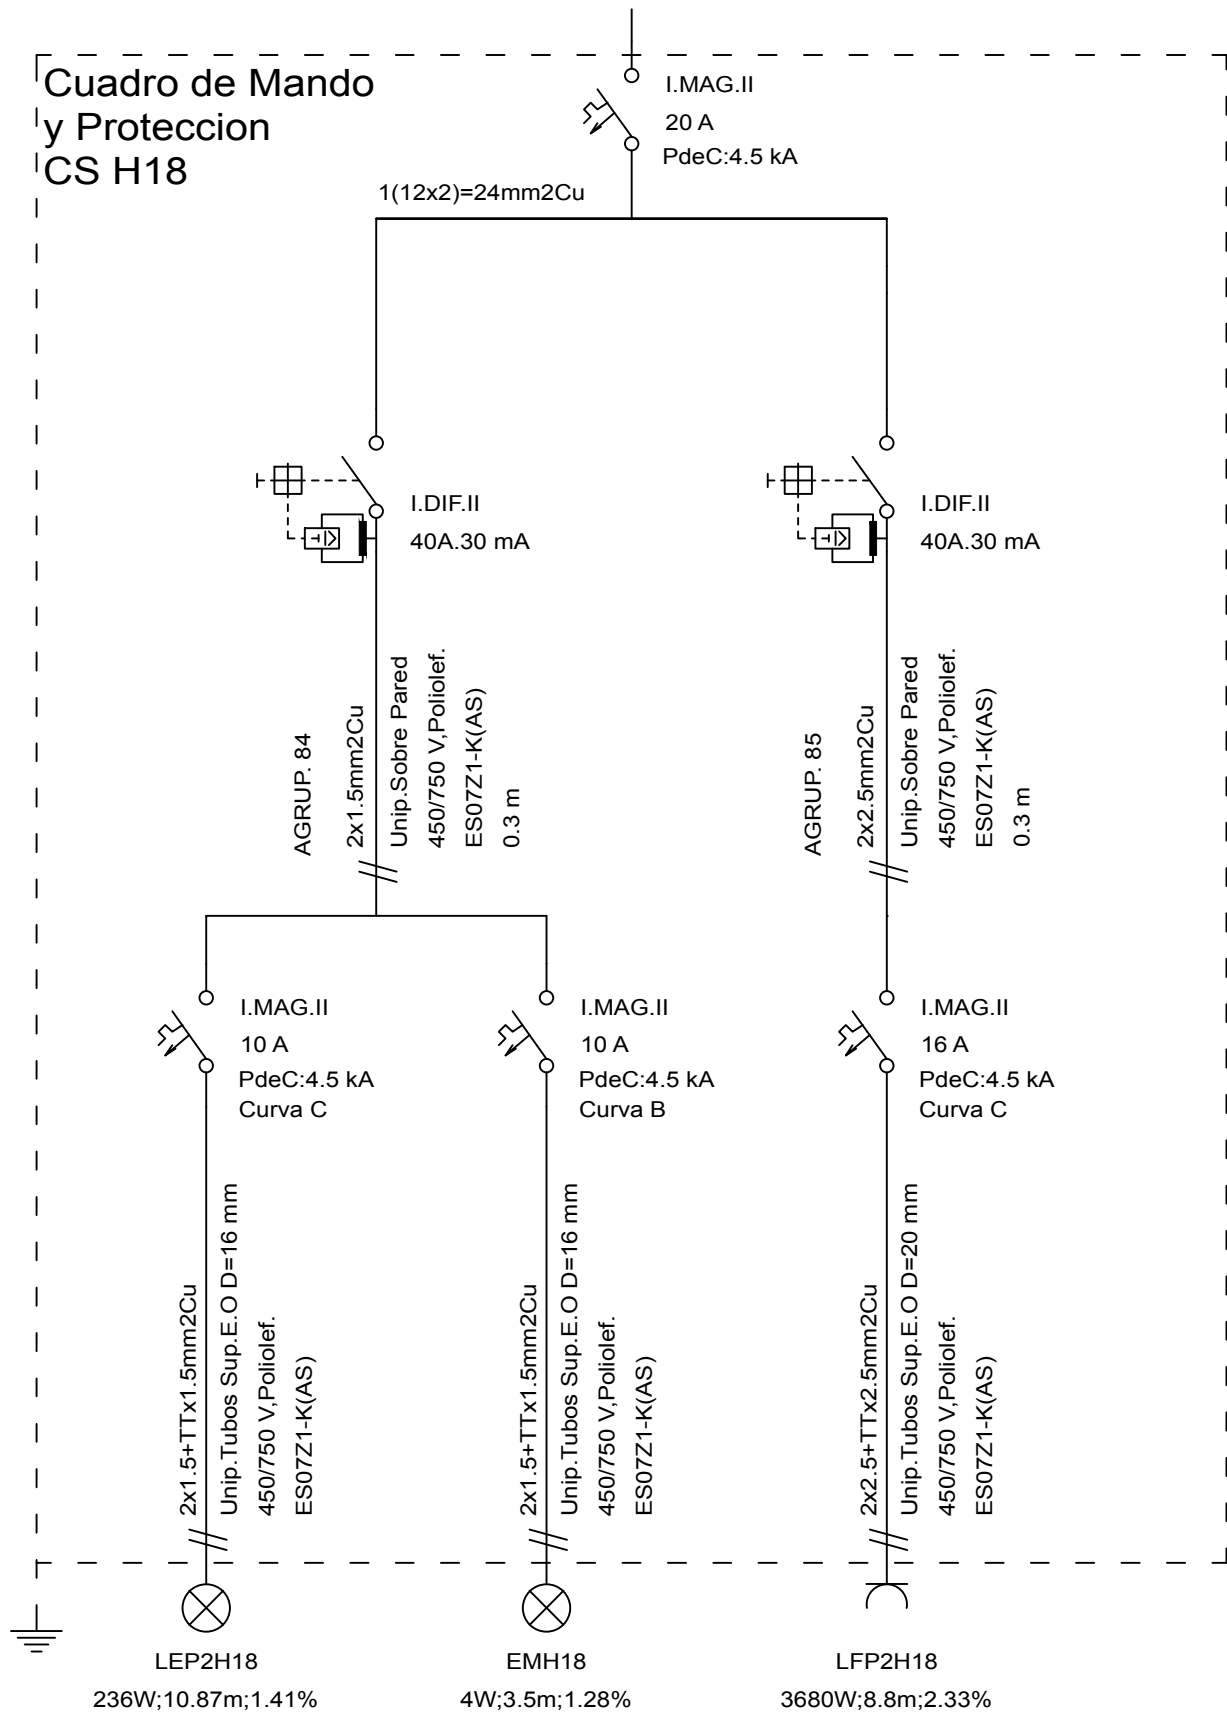 Cuadro de Mando
y Proteccion
CS H18
I.MAG.II
20 A
PdeC:4.5 kA
1(12x2)=24mm2Cu
I.DIF.II
40A.30 mA
I.DIF.II
40A.30 mA
AGRUP. 84
2x1.5mm2Cu
Unip.Sobre Pared
450/750 V,Poliolef.
ES07Z1-K(AS)
0.3 m
AGRUP. 85
2x2.5mm2Cu
Unip.Sobre Pared
450/750 V,Poliolef.
ES07Z1-K(AS)
0.3 m
I.MAG.II
10 A
PdeC:4.5 kA
Curva C
I.MAG.II
10 A
PdeC:4.5 kA
Curva B
I.MAG.II
16 A
PdeC:4.5 kA
Curva C
2x1.5+TTx1.5mm2Cu
Unip.Tubos Sup.E.O D=16 mm
450/750 V,Poliolef.
ES07Z1-K(AS)
2x1.5+TTx1.5mm2Cu
Unip.Tubos Sup.E.O D=16 mm
450/750 V,Poliolef.
ES07Z1-K(AS)
2x2.5+TTx2.5mm2Cu
Unip.Tubos Sup.E.O D=20 mm
450/750 V,Poliolef.
ES07Z1-K(AS)
LEP2H18
236W;10.87m;1.41%
EMH18
4W;3.5m;1.28%
LFP2H18
3680W;8.8m;2.33%